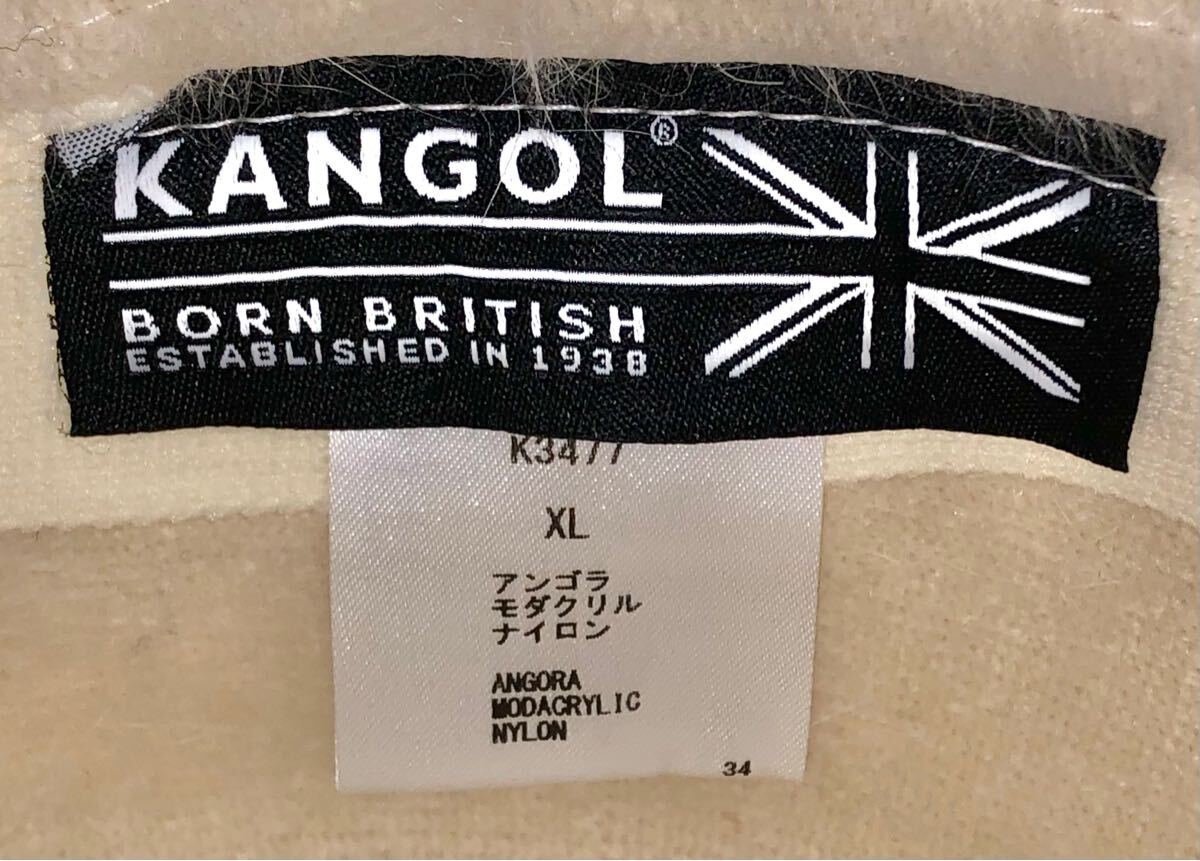 KANGOL®
BORN BRITISH
ESTABLISHED IN 1938
K3477
XL
アンゴラ
モダクリル
ナイロン
ANGORA
MODACRYLIC
NYLON
34